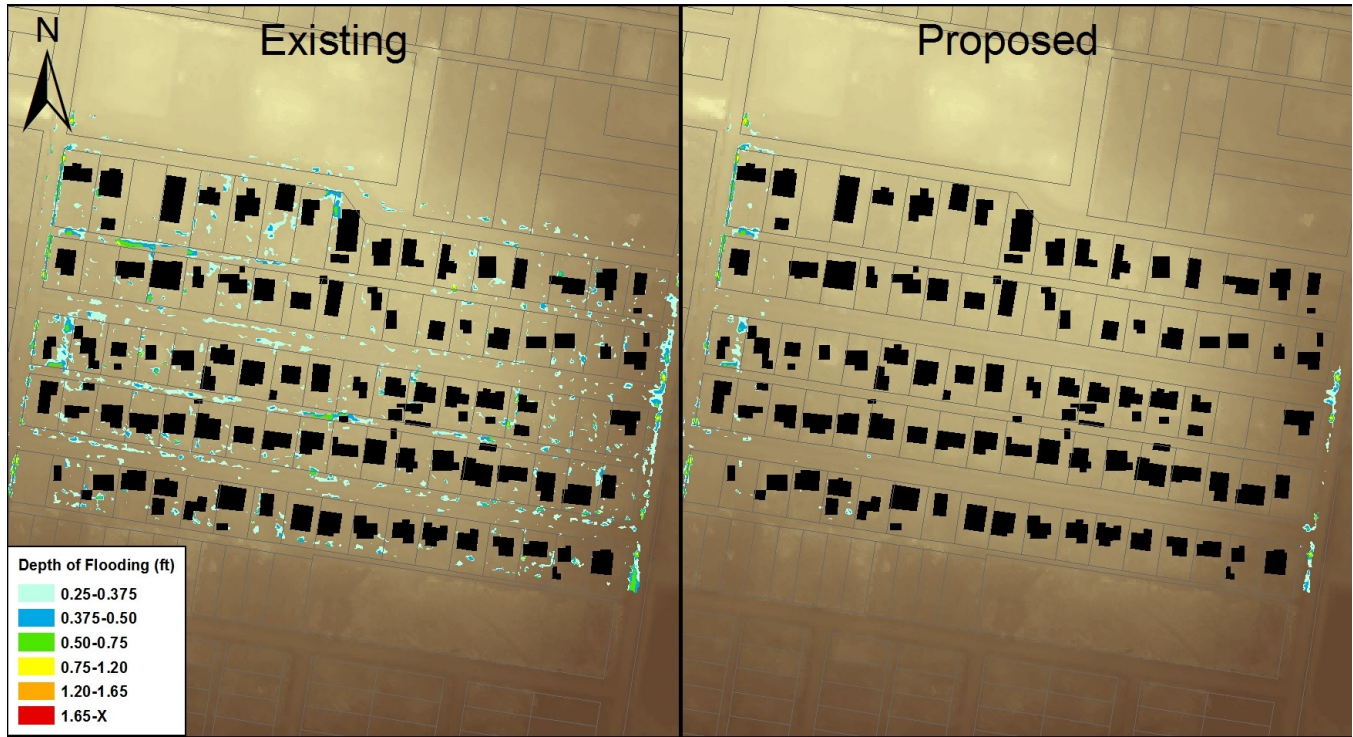 Existing
Proposed
N
Depth of Flooding (ft)
0.25-0.375
0.375-0.50
0.50-0.75
0.75-1.20
1.20-1.65
1.65-X